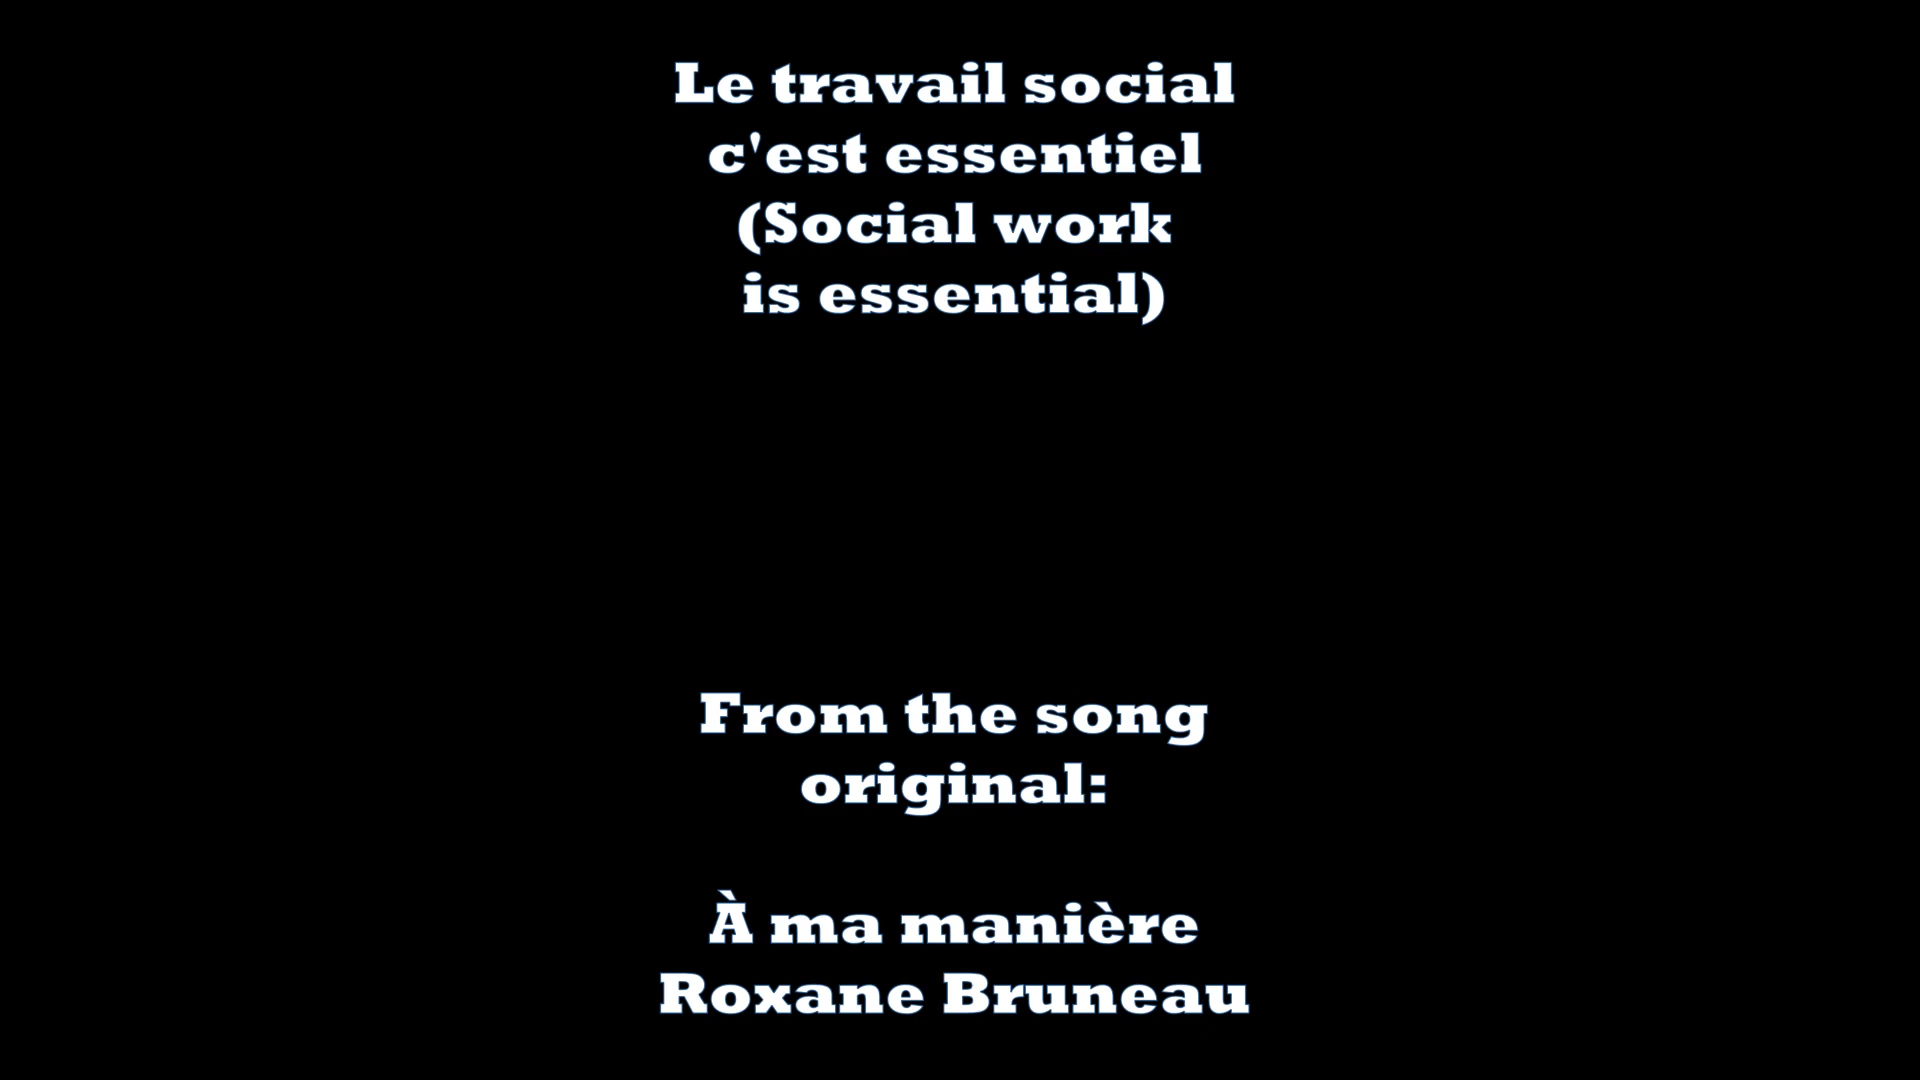 Le travail social
c'est essentiel
(Social work
is essential)
From the song
original:
À ma manière
Roxane Bruneau